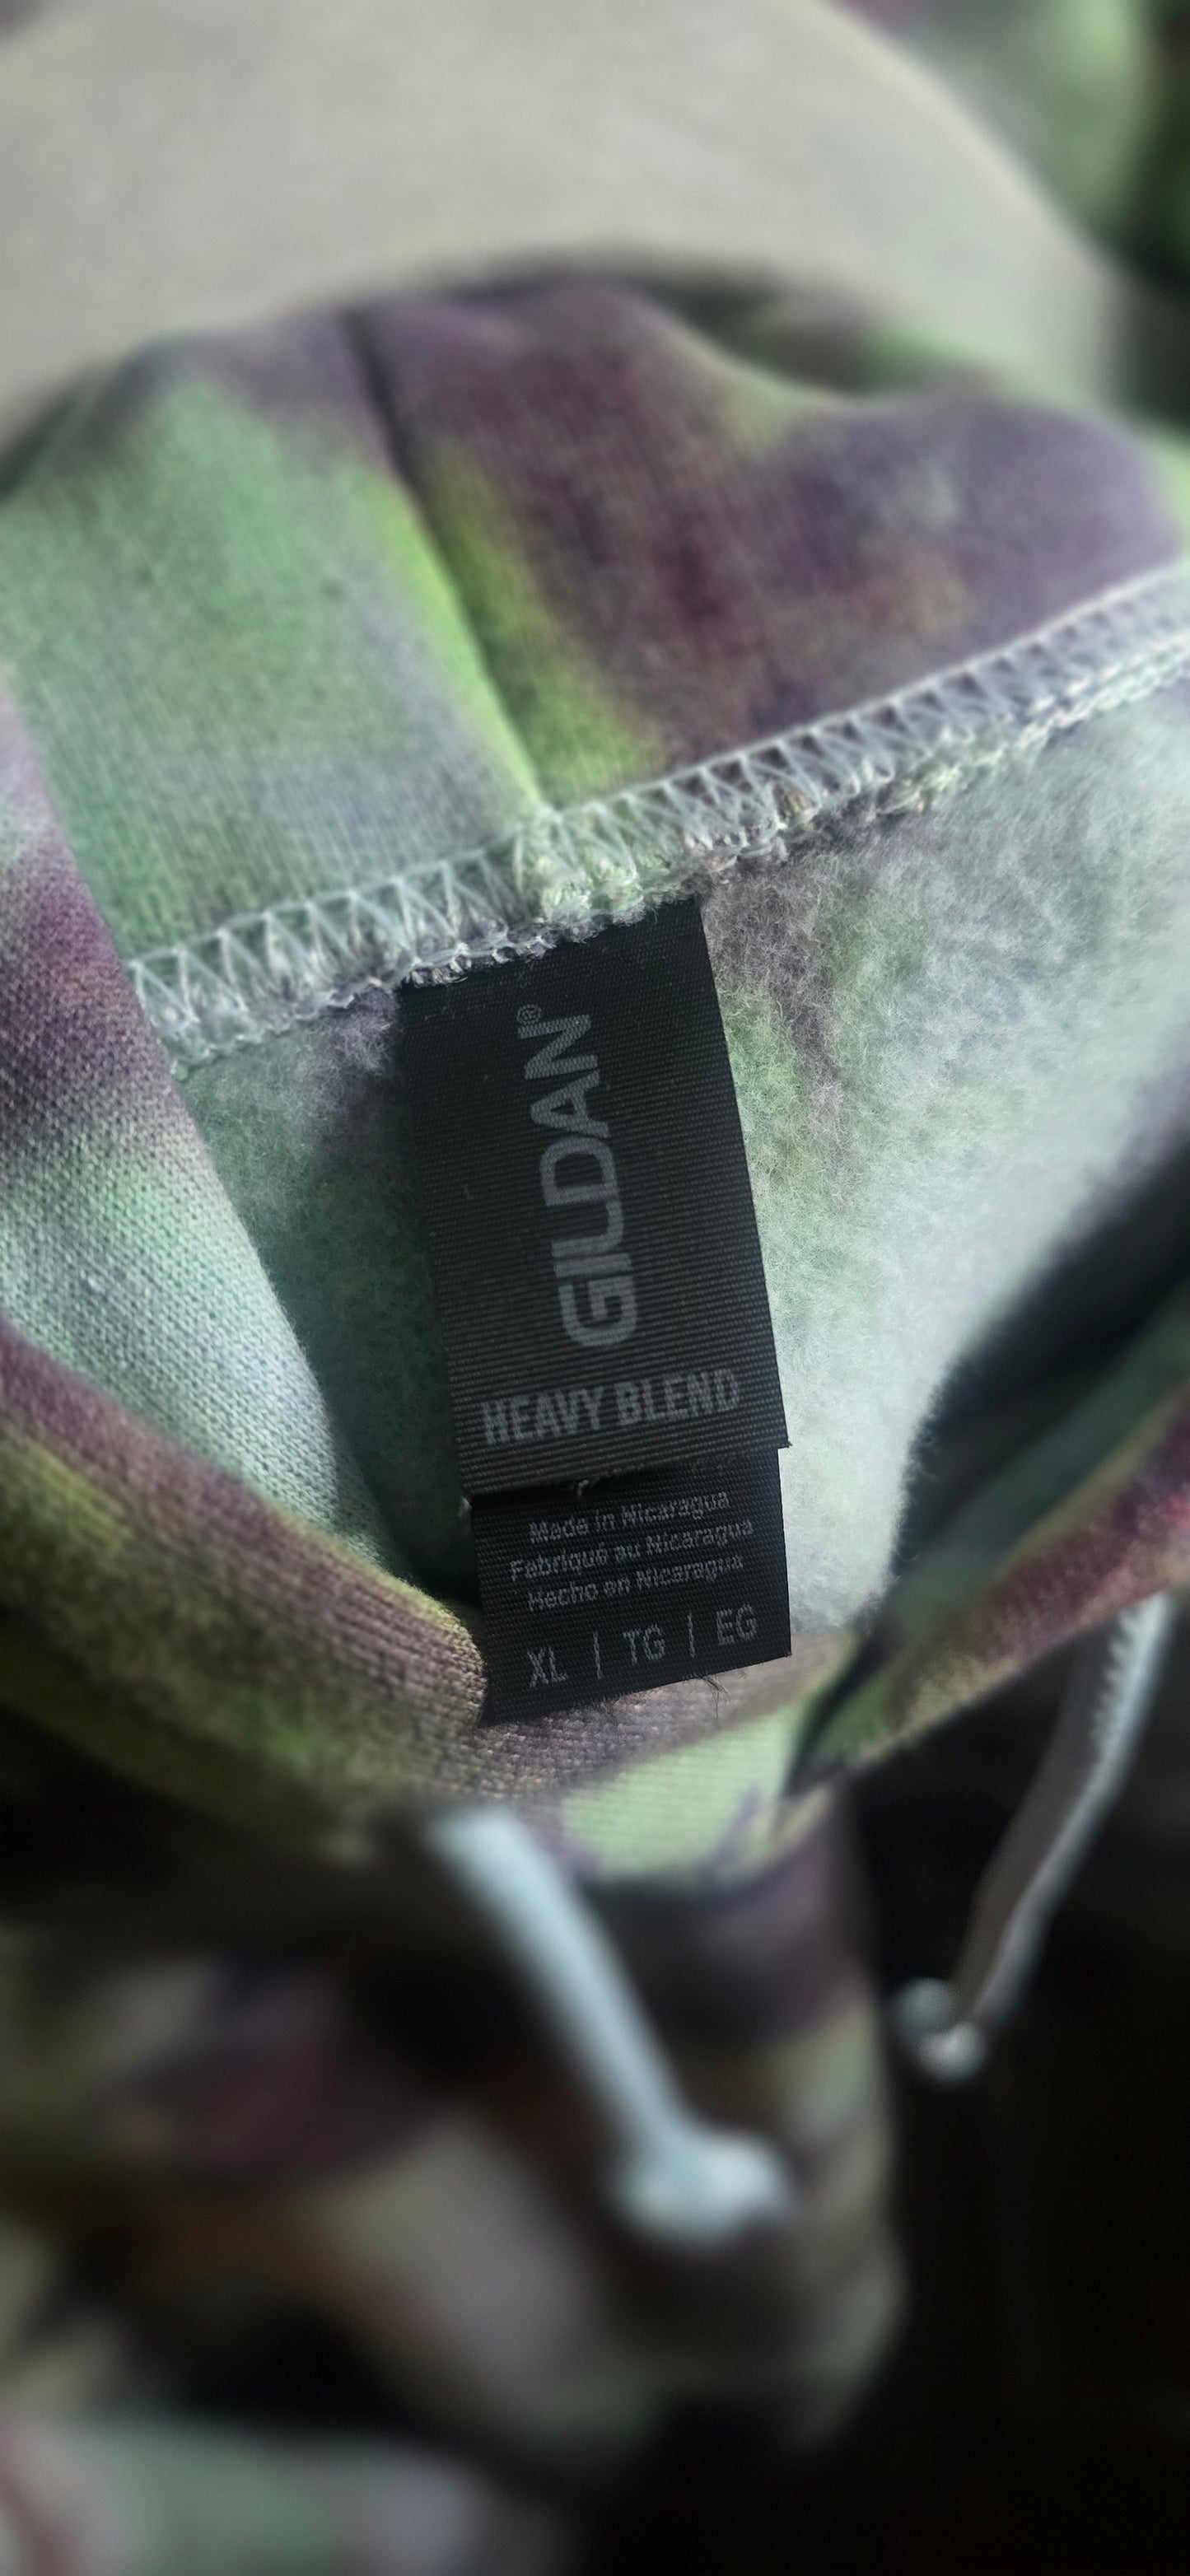 GILDAN®
HEAVY BLEND
Made in Nicaragua
Fabriqué au Nicaragua
Hecho en Nicaragua
XL | TG | EG